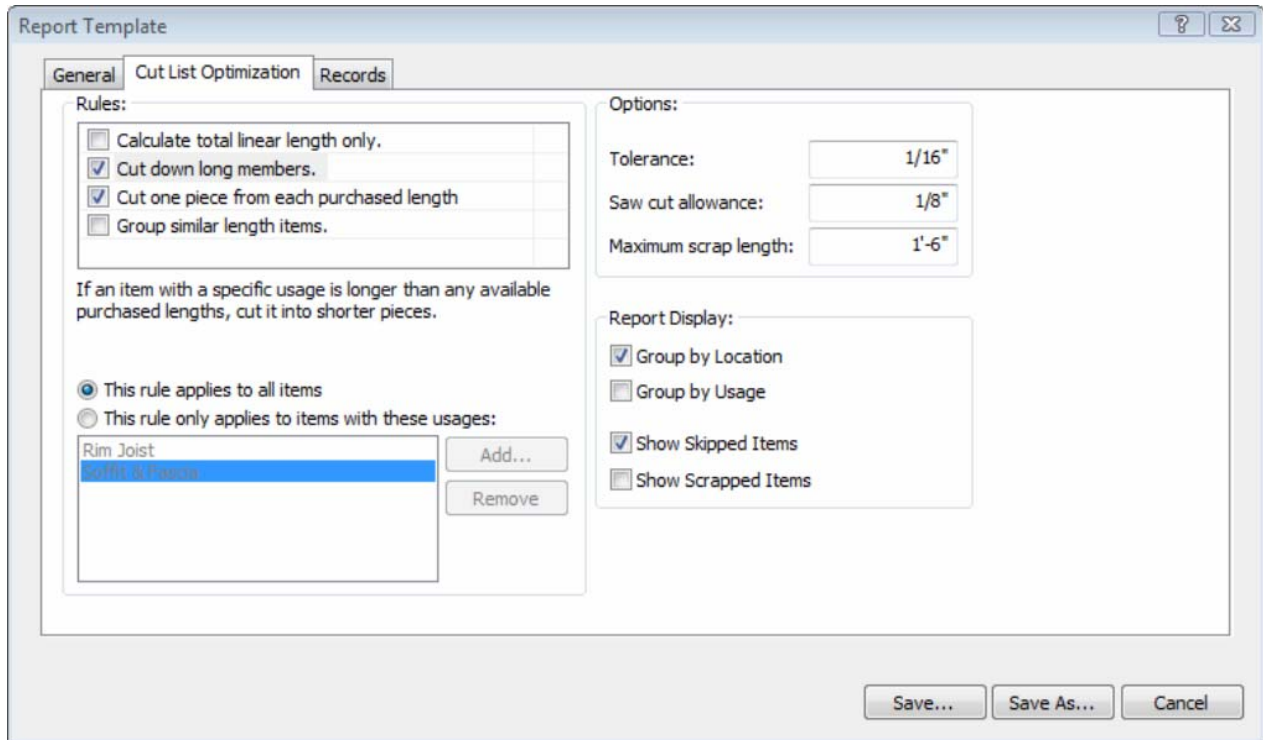 Report Template
General
Cut List Optimization
Records
Rules:
Calculate total linear length only.
Cut down long members.
Cut one piece from each purchased length
Group similar length items.
If an item with a specific usage is longer than any available
purchased lengths, cut it into shorter pieces.
This rule applies to all items
This rule only applies to items with these usages:
Rim Joist
Soffit & Fascia
Add...
Remove
Options:
Tolerance:
1/16"
Saw cut allowance:
1/8"
Maximum scrap length:
1'-6"
Report Display:
Group by Location
Group by Usage
Show Skipped Items
Show Scrapped Items
Save...
Save As...
Cancel